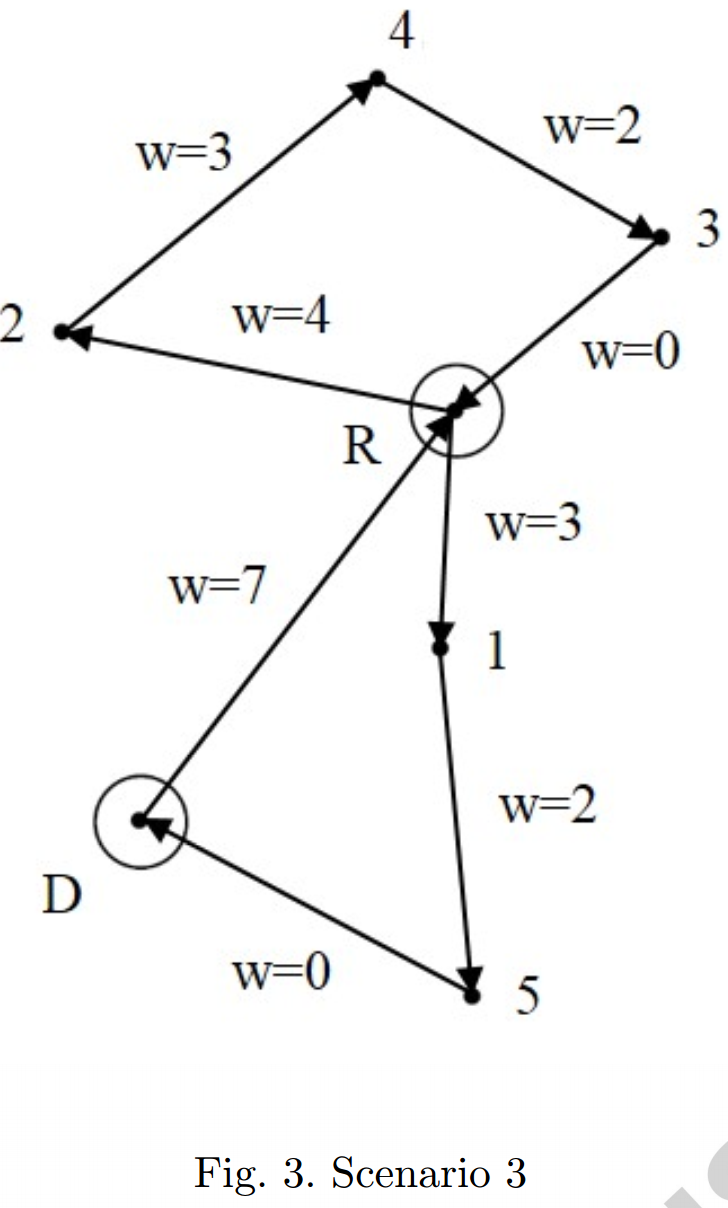 4
w=2
w=3
3
2
w=4
w=0
R
w=3
w=7
1
w=2
D
w=0
5
Fig. 3. Scenario 3